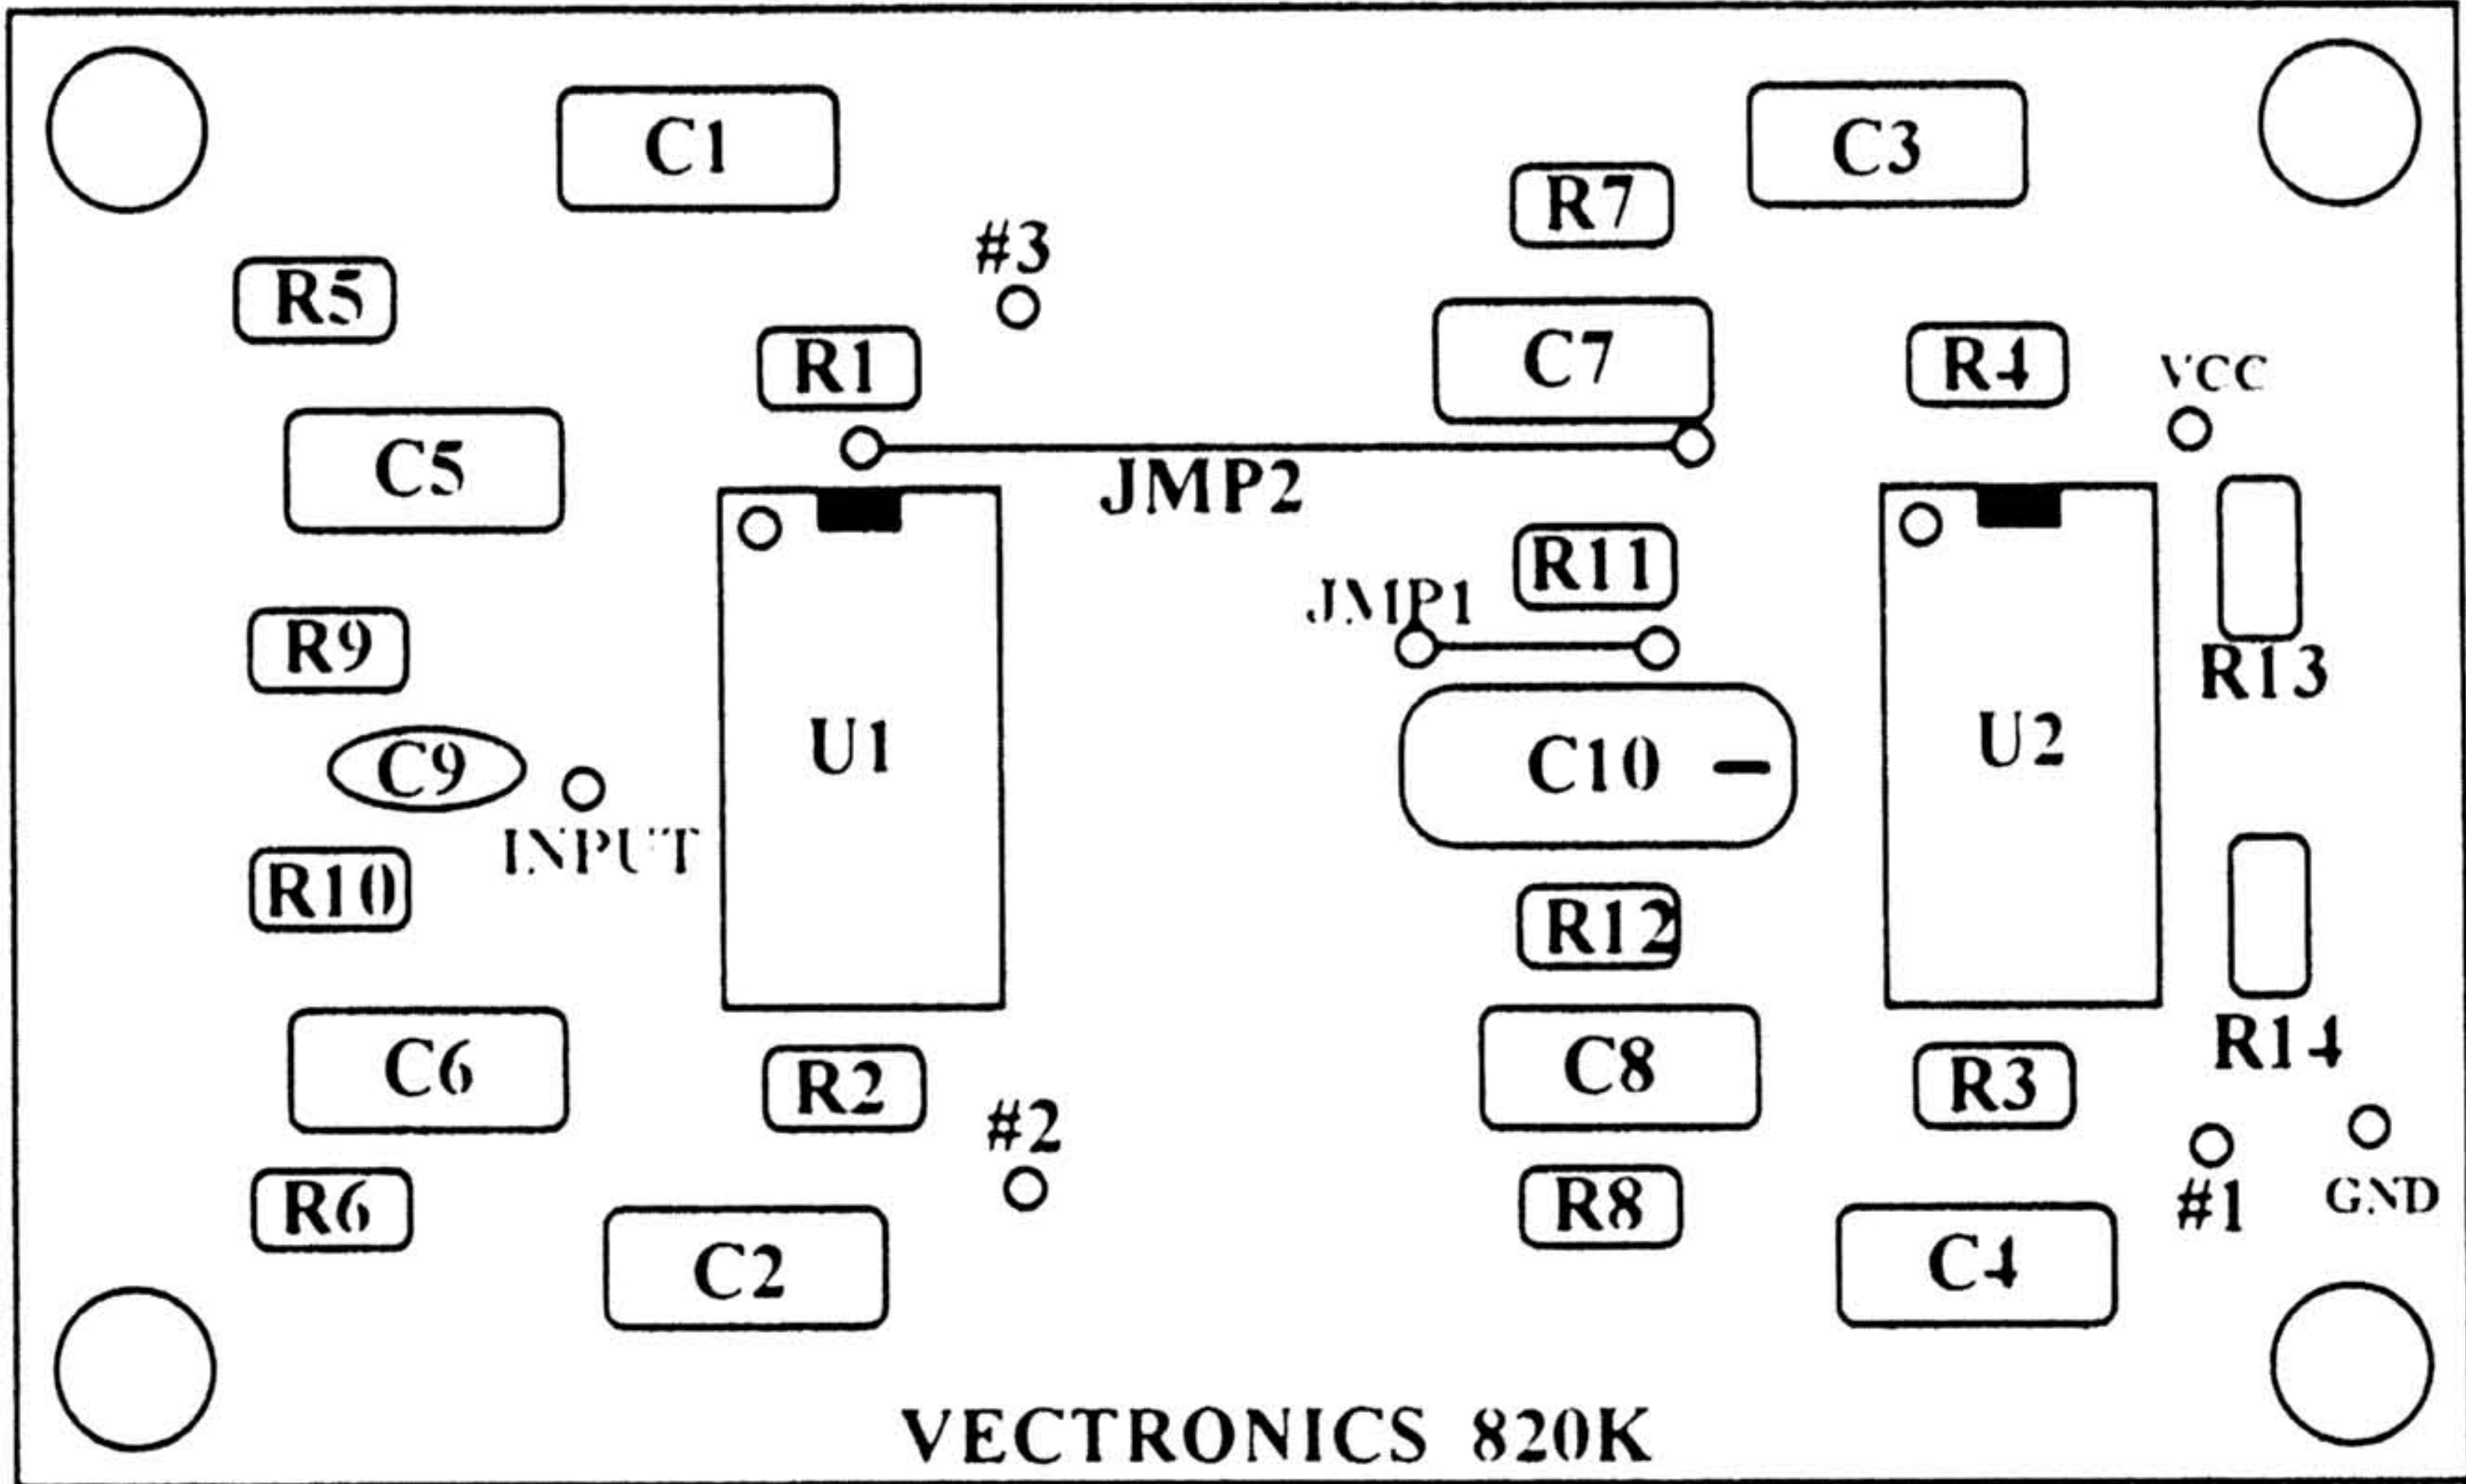 C1
C3
R7
#3
R5
R1
C7
R4
VCC
C5
JMP2
R11
JMP1
R9
R13
U1
U2
C9
C10
INPUT
R10
R12
R14
C6
C8
R2
R3
#2
R6
R8
#1
GND
C2
C4
VECTRONICS 820K